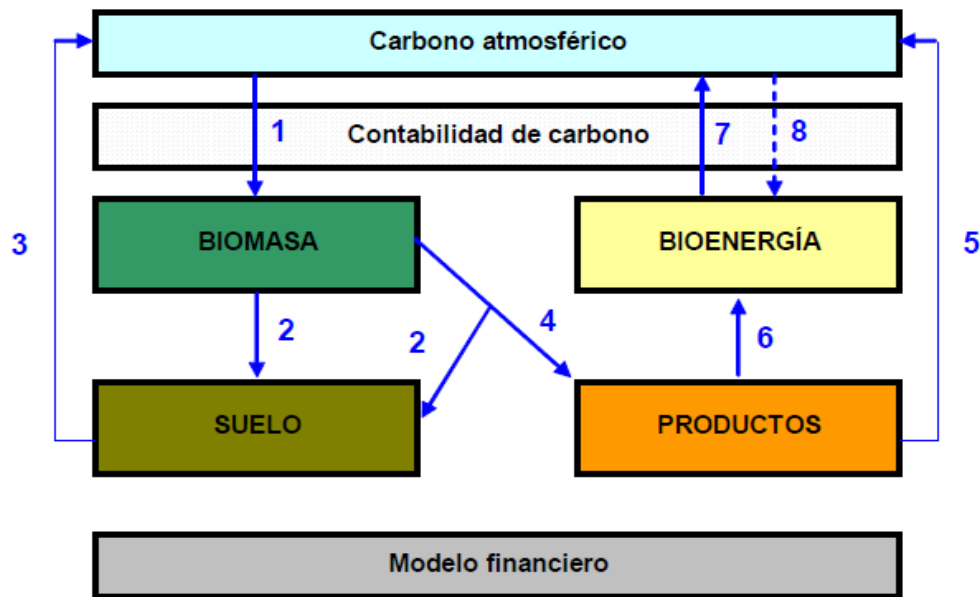 Carbono atmosférico
1
Contabilidad de carbono
7
8
3
BIOMASA
BIOENERGÍA
5
2
2
4
6
SUELO
PRODUCTOS
Modelo financiero